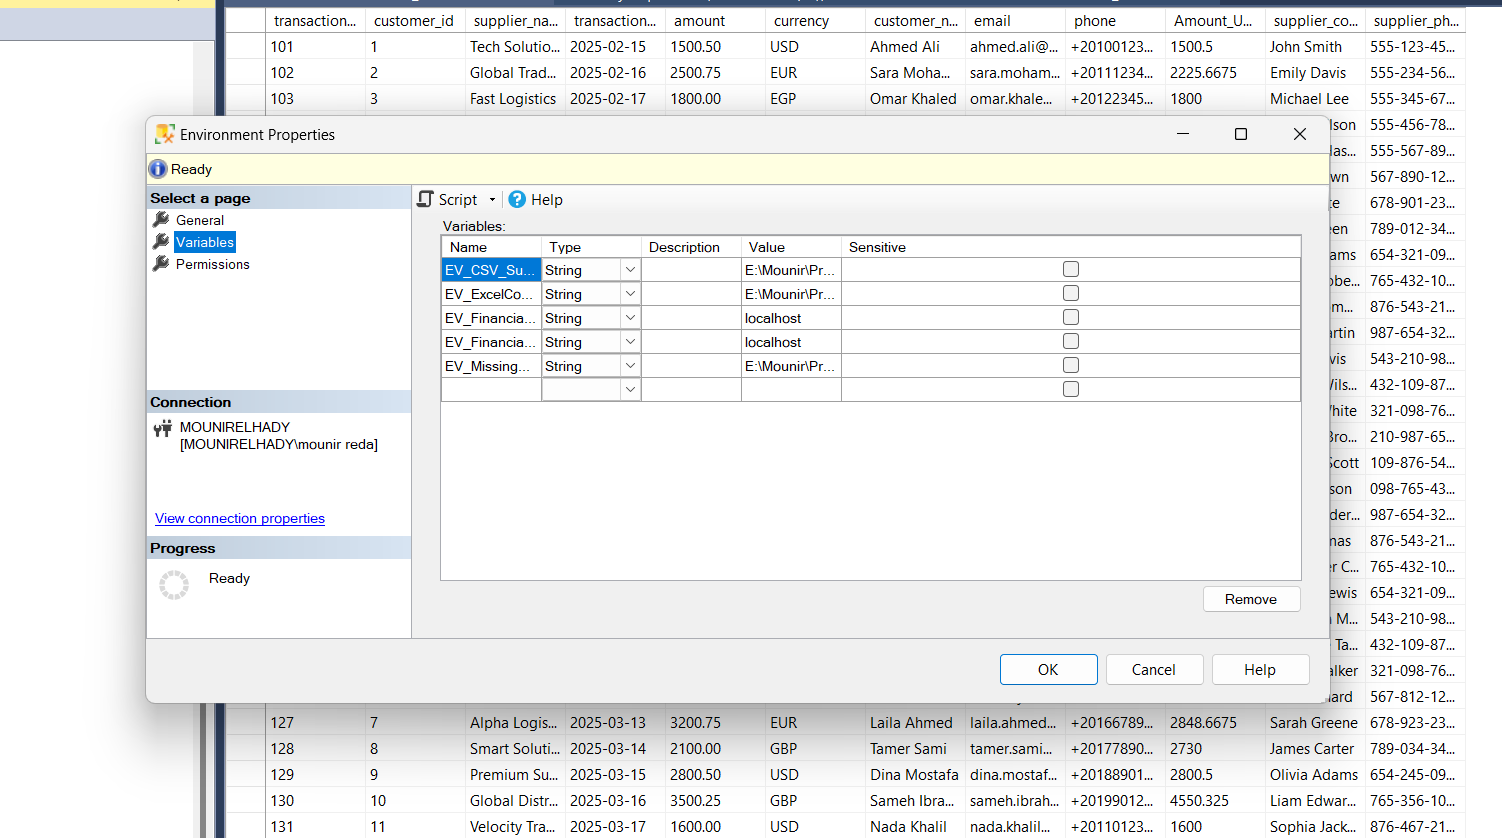 transaction... customer_id supplier_na... transaction... amount currency customer_n... email phone Amount_U... supplier_co... supplier_ph...
101 1 Tech Solutio... 2025-02-15 1500.50 USD Ahmed Ali ahmed.ali@... +20100123... 1500.5 John Smith 555-123-45...
102 2 Global Trad... 2025-02-16 2500.75 EUR Sara Moha... sara.moham... +20111234... 2225.6675 Emily Davis 555-234-56...
103 3 Fast Logistics 2025-02-17 1800.00 EGP Omar Khaled omar.khale... +20122345... 1800 Michael Lee 555-345-67...
lson 555-456-78...
las... 555-567-89...
wn 567-890-12...
te 678-901-23...
een 789-012-34...
ams 654-321-09...
obe... 765-432-10...
om... 876-543-21...
artin 987-654-32...
vis 543-210-98...
Wils... 432-109-87...
White 321-098-76...
Bro... 210-987-65...
Scott 109-876-54...
son 098-765-43...
der... 987-654-32...
mas 876-543-21...
er C... 765-432-10...
ewis 654-321-09...
n M... 543-210-98...
Ta... 432-109-87...
alker 321-098-76...
ard 567-812-12...
Environment Properties
Ready
Select a page
General
Variables
Permissions
Connection
MOUNIRELHADY
[MOUNIRELHADY\mounir reda]
View connection properties
Progress
Ready
Script Help
Variables:
Name Type Description Value Sensitive
EV_CSV_Su... String E:\Mounir\Pr...
EV_ExcelCo... String E:\Mounir\Pr...
EV_Financia... String localhost
EV_Financia... String localhost
EV_Missing... String E:\Mounir\Pr...
Remove
OK Cancel Help
127 7 Alpha Logis... 2025-03-13 3200.75 EUR Laila Ahmed laila.ahmed... +20166789... 2848.6675 Sarah Greene 678-923-23...
128 8 Smart Soluti... 2025-03-14 2100.00 GBP Tamer Sami tamer.sami... +20177890... 2730 James Carter 789-034-34...
129 9 Premium Su... 2025-03-15 2800.50 USD Dina Mostafa dina.mostaf... +20188901... 2800.5 Olivia Adams 654-245-09...
130 10 Global Distr... 2025-03-16 3500.25 GBP Sameh Ibra... sameh.ibrah... +20199012... 4550.325 Liam Edwar... 765-356-10...
131 11 Velocity Tra... 2025-03-17 1600.00 USD Nada Khalil nada.khalil... +20110123... 1600 Sophia Jack... 876-467-21...